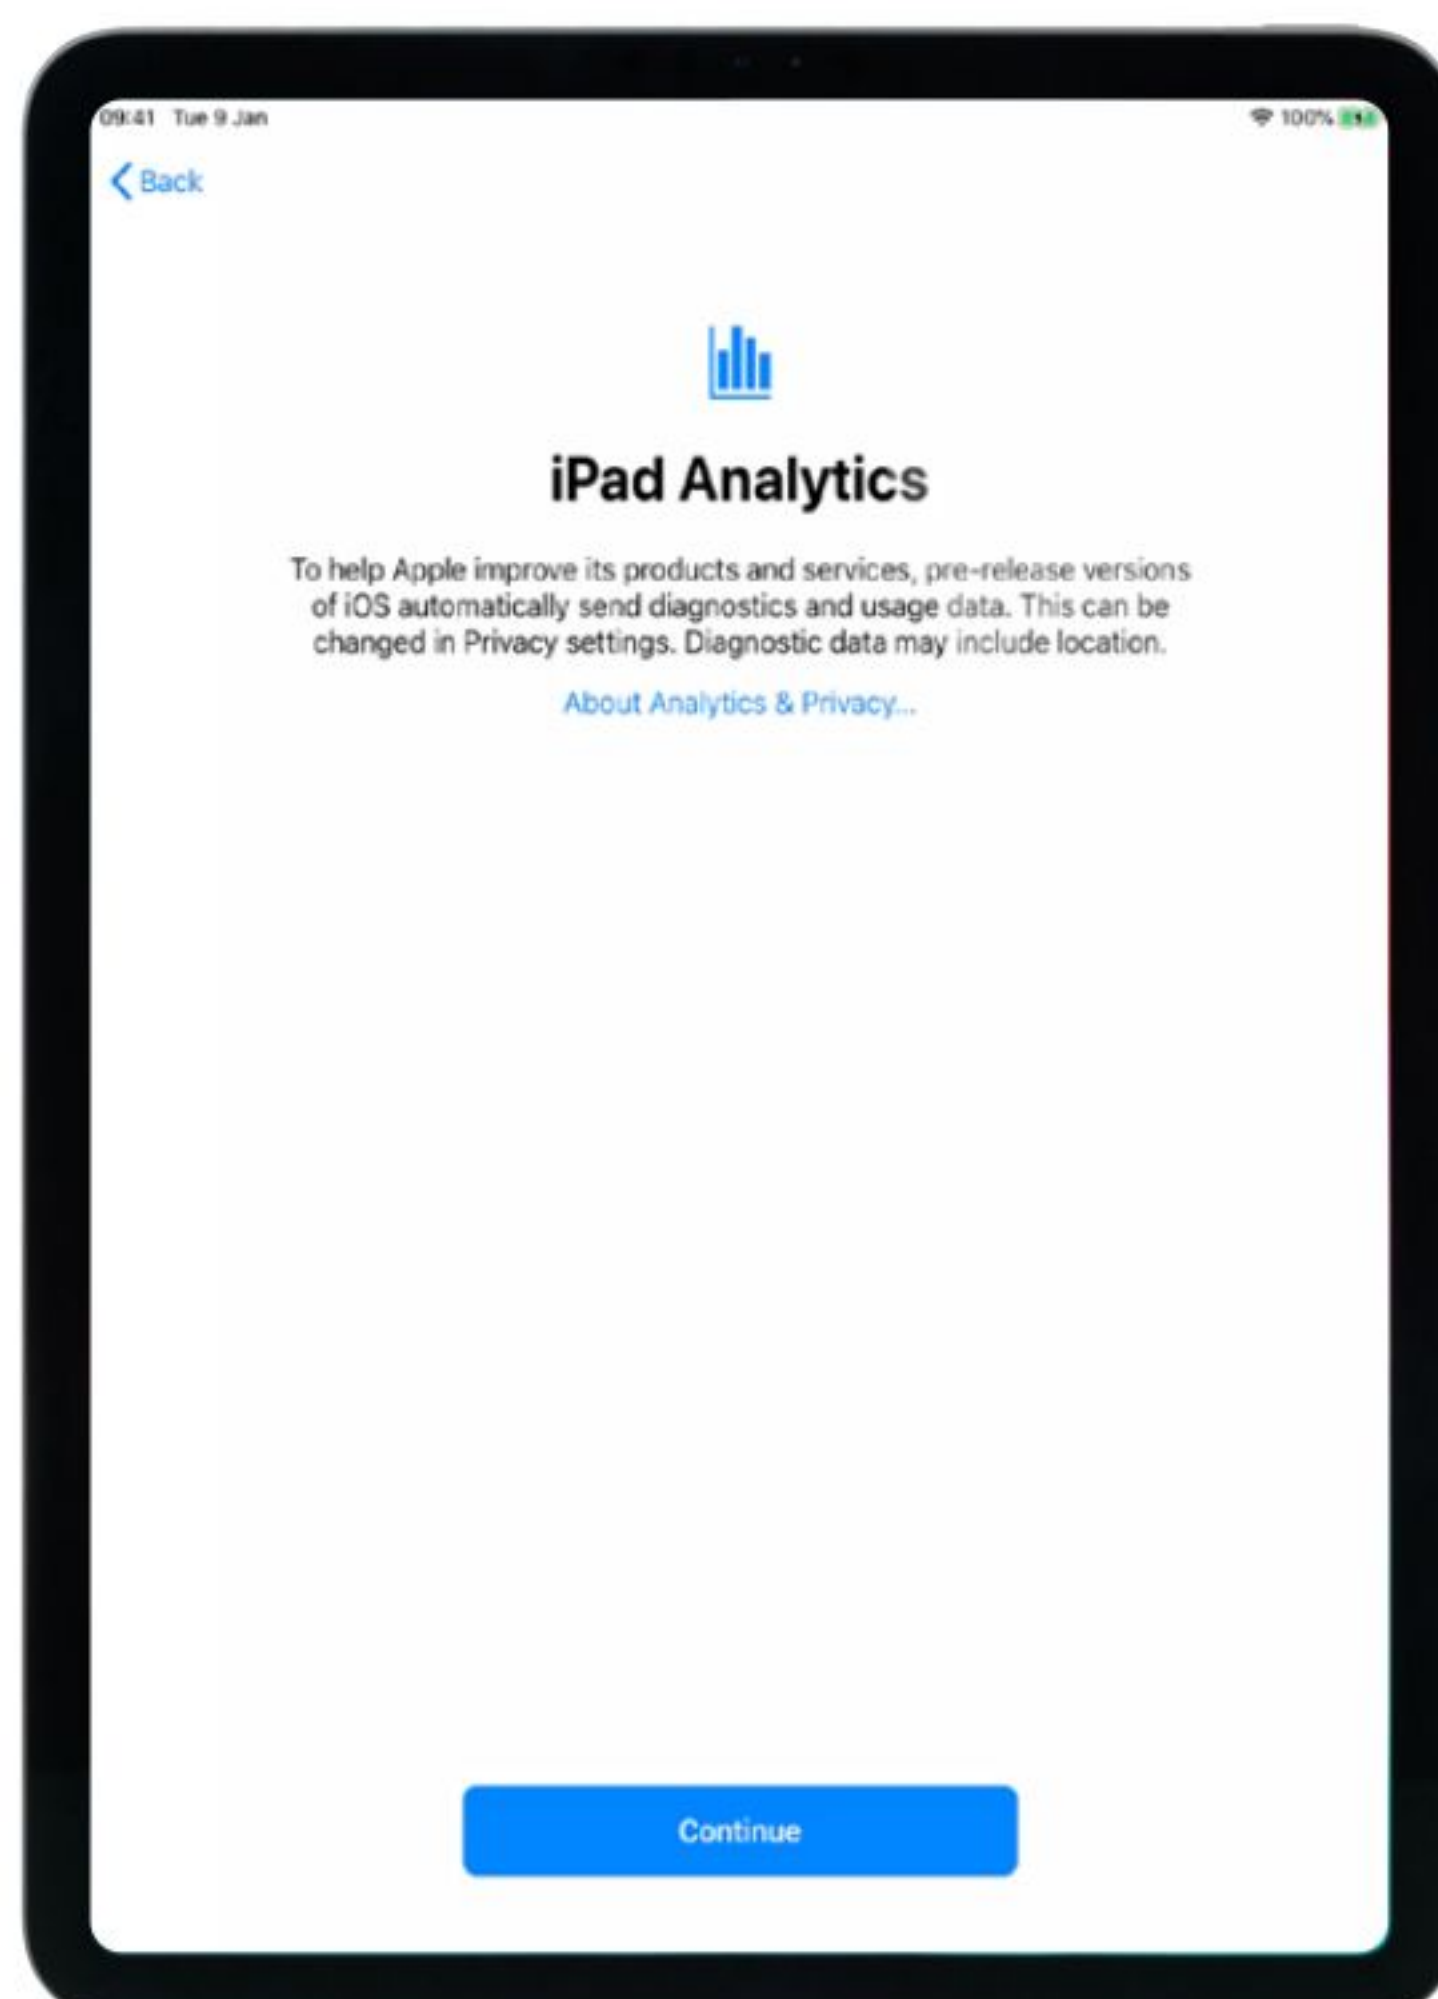 09:41 Tue 9 Jan
100%
Back
iPad Analytics
To help Apple improve its products and services, pre-release versions
of iOS automatically send diagnostics and usage data. This can be
changed in Privacy settings. Diagnostic data may include location.
About Analytics & Privacy...
Continue